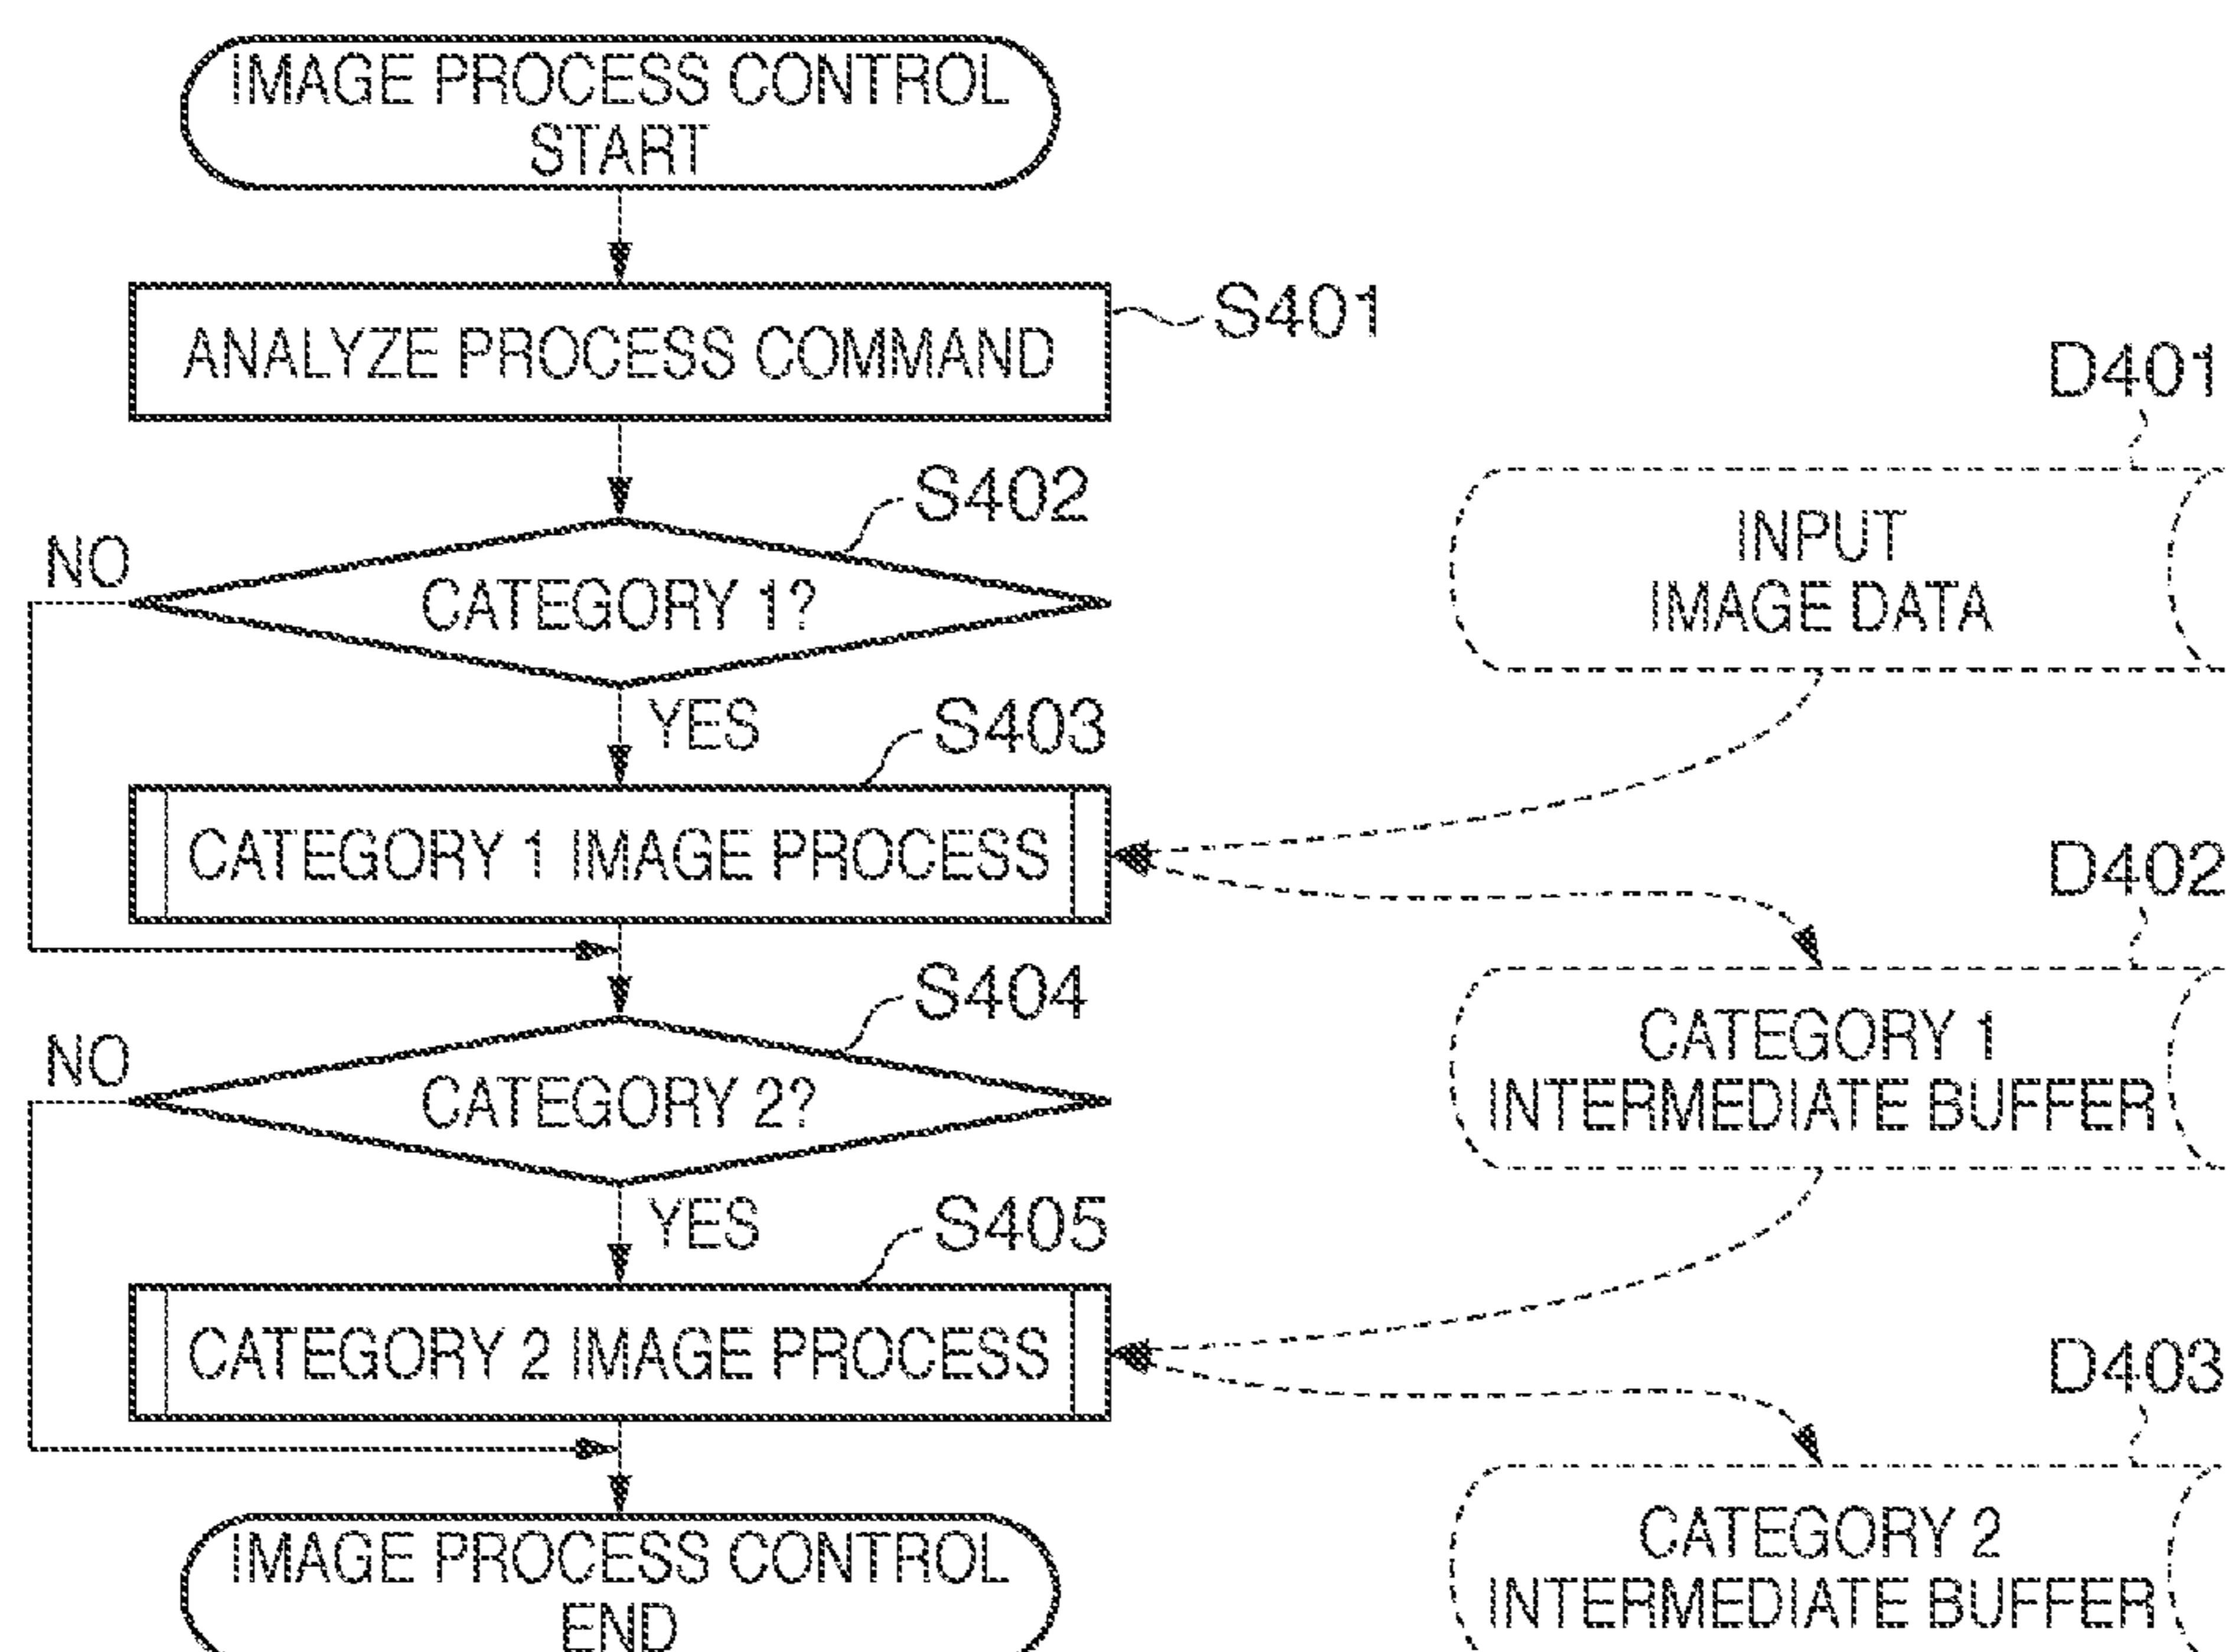 IMAGE PROCESS CONTROL
START
ANALYZE PROCESS COMMAND
S401
D401
S402
NO
CATEGORY 1?
INPUT
IMAGE DATA
YES
S403
CATEGORY 1 IMAGE PROCESS
D402
S404
NO
CATEGORY 2?
CATEGORY 1
INTERMEDIATE BUFFER
YES
S405
CATEGORY 2 IMAGE PROCESS
D403
IMAGE PROCESS CONTROL
END
CATEGORY 2
INTERMEDIATE BUFFER